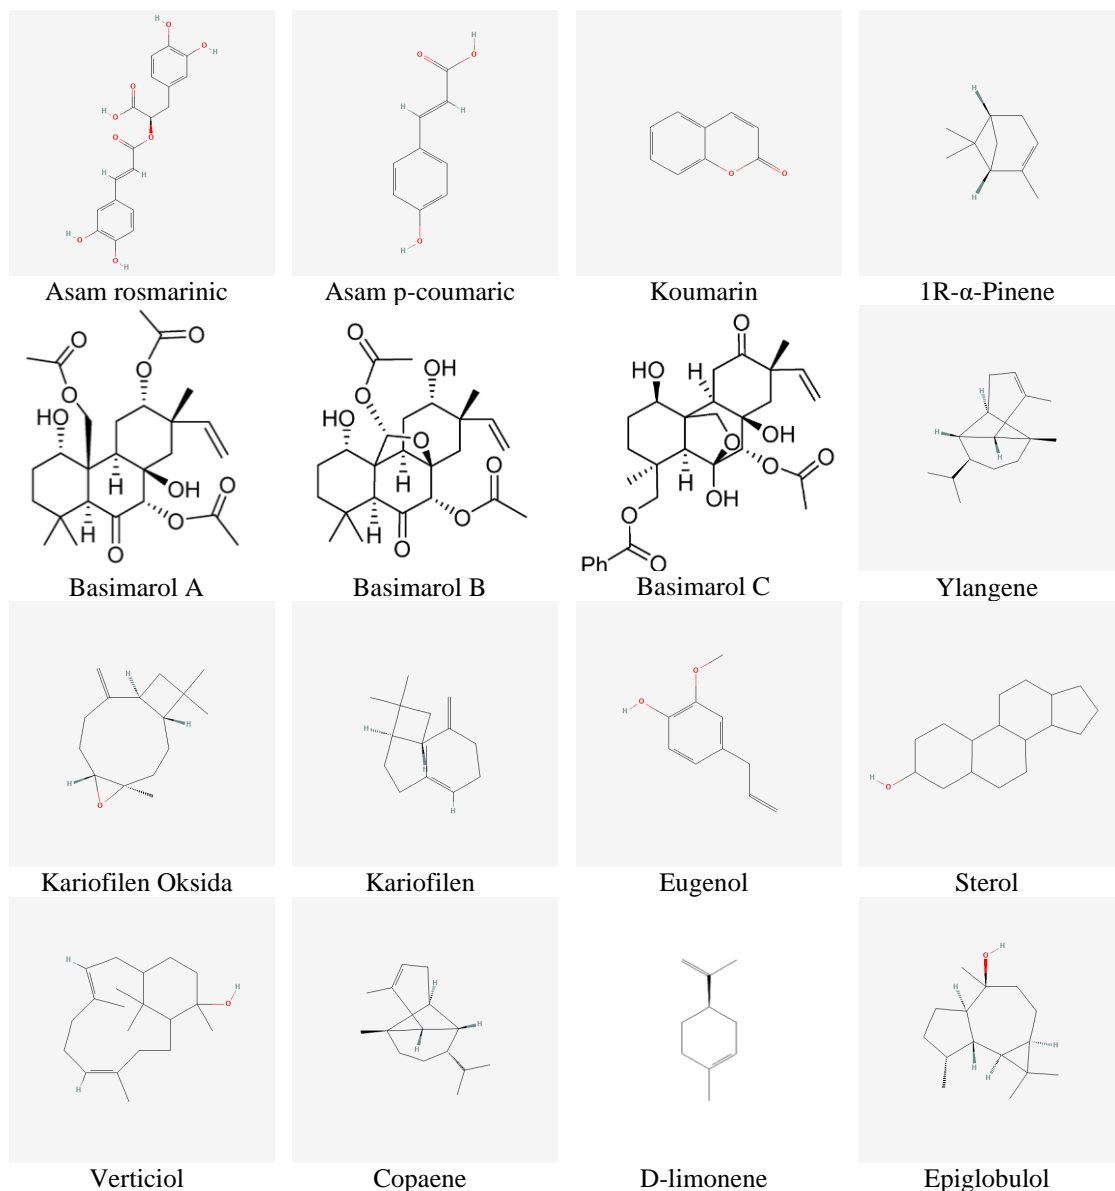 Asam rosmarinic Asam p-coumaric Koumarin 1R-α-Pinene
Basimarol A Basimarol B Basimarol C Ylangene
Kariofilen Oksida Kariofilen Eugenol Sterol
Verticiol Copaene D-limonene Epiglobulol